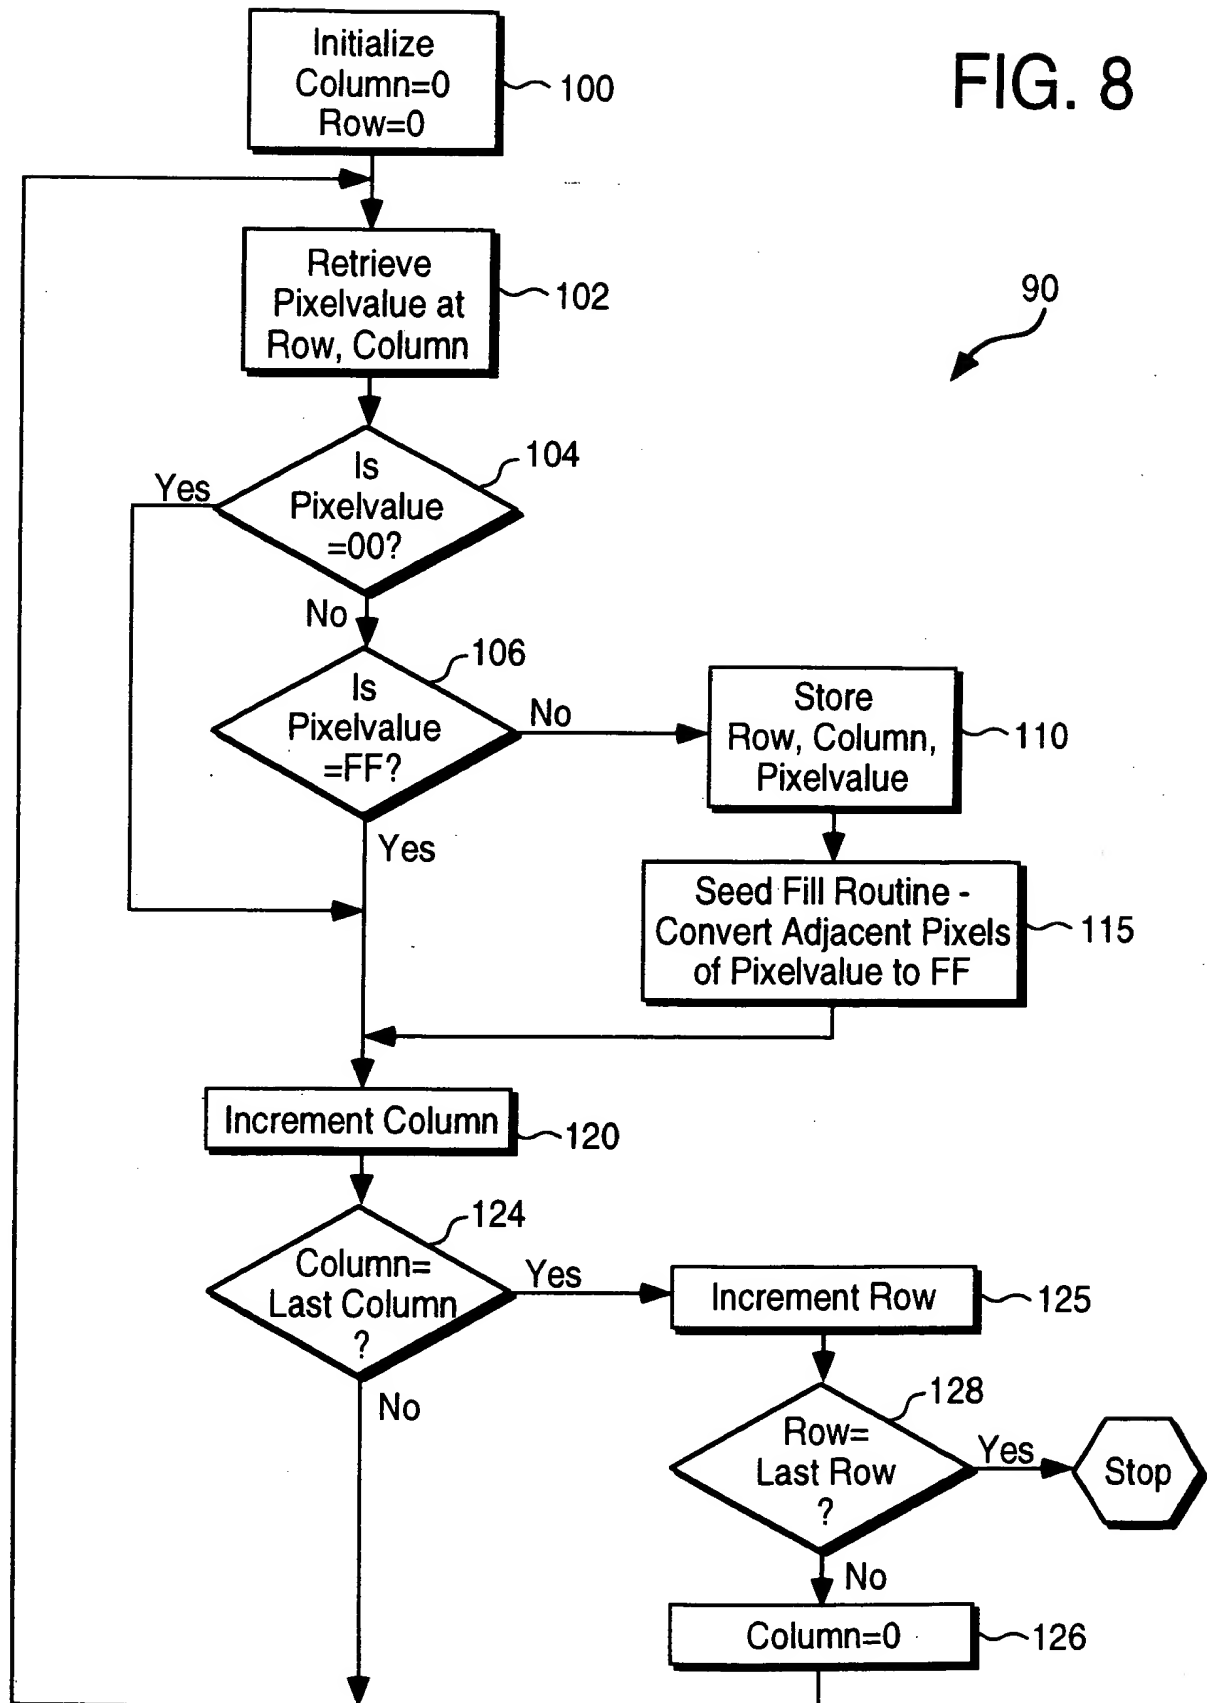 FIG. 8
Initialize
Column=0
Row=0
100
Retrieve
Pixelvalue at
Row, Column
102
90
Is
Pixelvalue
=00?
104
Yes
No
Is
Pixelvalue
=FF?
106
No
Yes
Store
Row, Column,
Pixelvalue
110
Seed Fill Routine -
Convert Adjacent Pixels
of Pixelvalue to FF
115
Increment Column
120
Column=
Last Column
?
124
Yes
No
Increment Row
125
Row=
Last Row
?
128
Yes
Stop
No
Column=0
126